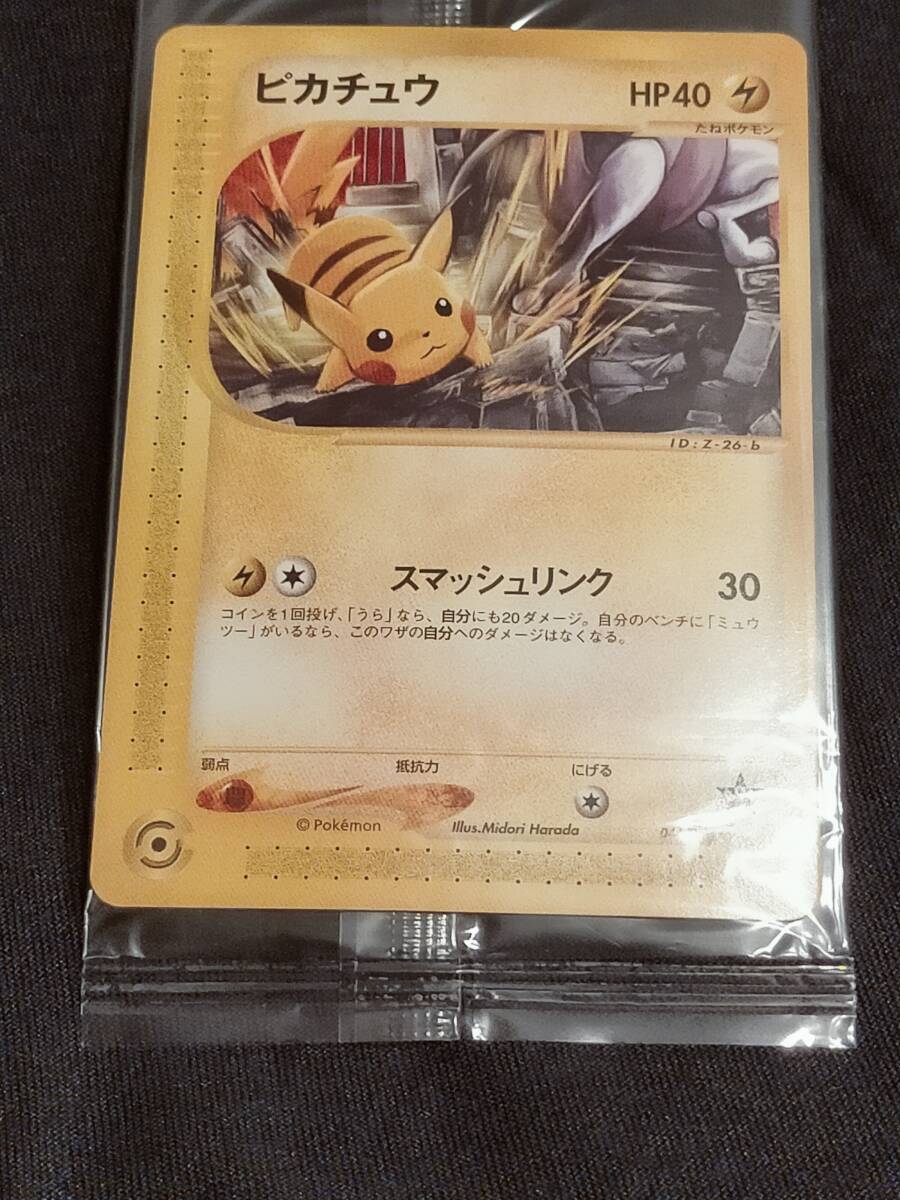 ピカチュウ
HP40
たねポケモン
ID:Z-26-b
スマッシュリンク 30
コインを1回投げ、「うら」なら、自分にも20ダメージ。自分のベンチに「ミュウ
ツー」がいるなら、このワザの自分へのダメージはなくなる。
弱点 抵抗力 にげる
© Pokémon Illus.Midori Harada